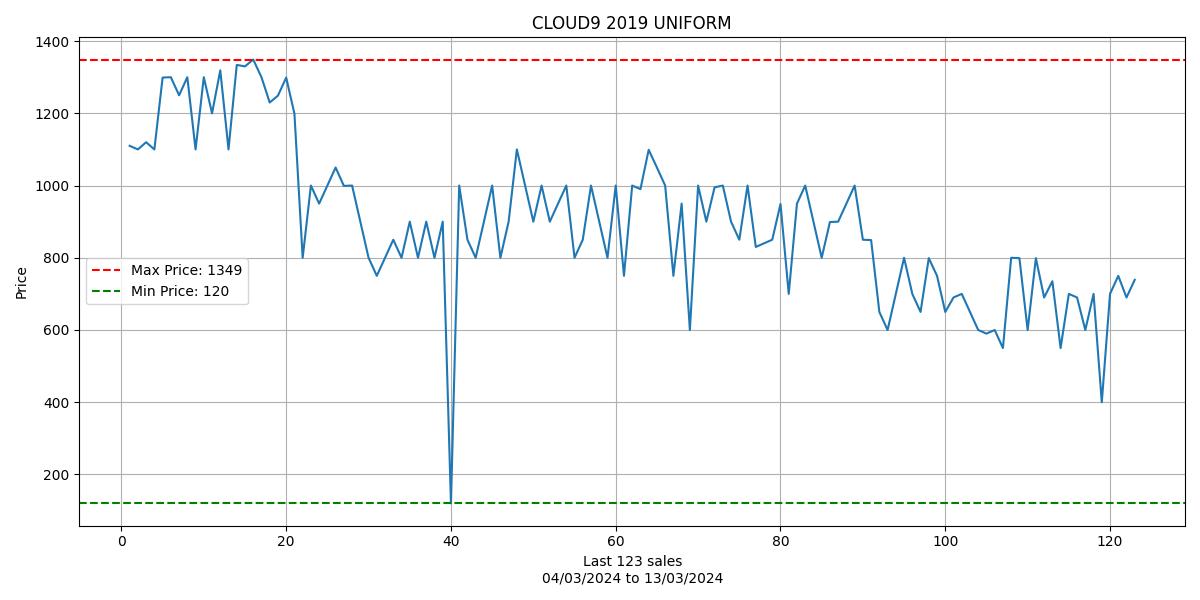 CLOUD9 2019 UNIFORM
1400
1200
1000
800
600
400
200
Price
Max Price: 1349
Min Price: 120
0 20 40 60 80 100 120
Last 123 sales
04/03/2024 to 13/03/2024